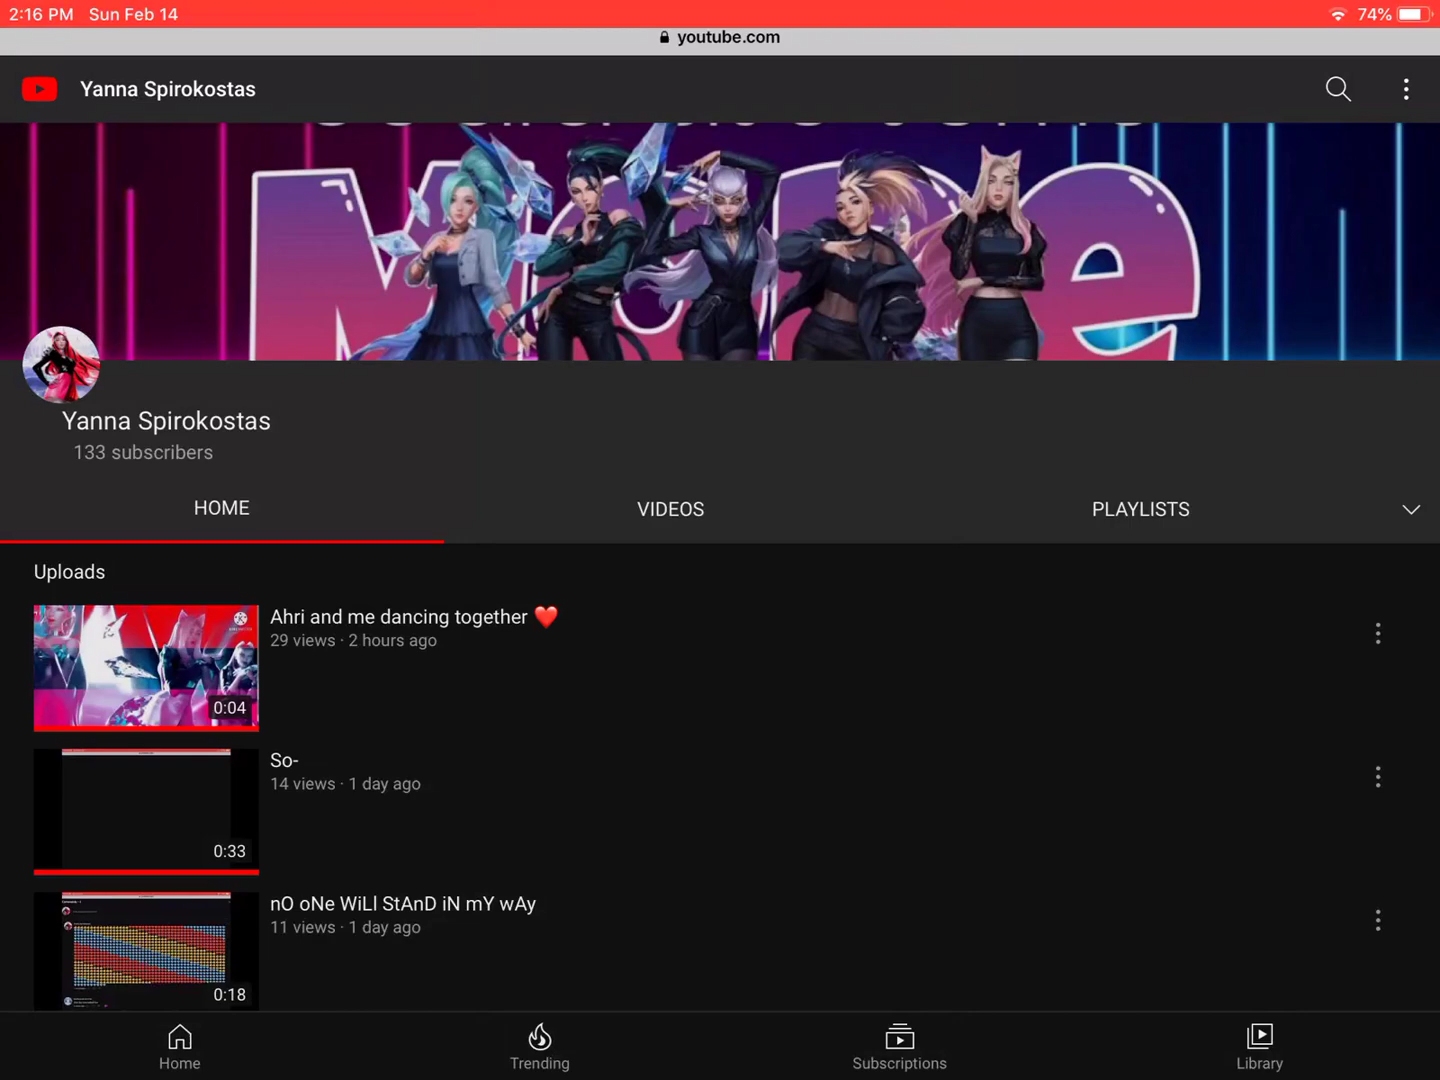 2:16 PM Sun Feb 14 74%
youtube.com
Yanna Spirokostas
More
Yanna Spirokostas
133 subscribers
HOME VIDEOS PLAYLISTS
Uploads
Ahri and me dancing together ❤️
29 views · 2 hours ago
0:04
So-
14 views · 1 day ago
0:33
nO oNe WiLl StAnD iN mY wAy
11 views · 1 day ago
0:18
Home Trending Subscriptions Library